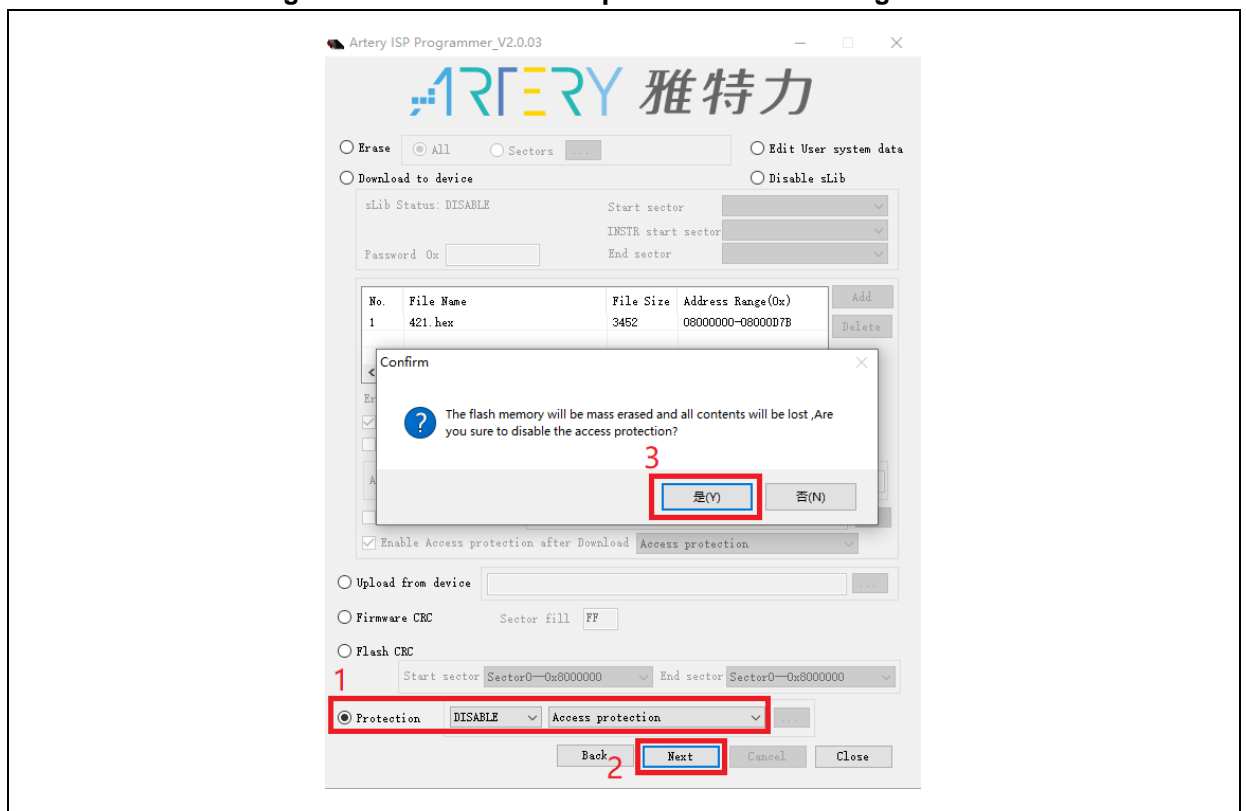 Artery ISP Programmer_V2.0.03
ARTERY 雅特力
Erase All Sectors ... Edit User system data
Download to device Disable sLib
sLib Status: DISABLE Start sector
INSTR start sector
Password 0x End sector
No. File Name File Size Address Range(0x) Add
1 421.hex 3452 08000000-08000D7B Delete
Confirm
The flash memory will be mass erased and all contents will be lost ,Are
you sure to disable the access protection?
3
是(Y) 否(N)
Enable Access protection after Download Access protection
Upload from device ...
Firmware CRC Sector fill FF
Flash CRC
1
Start sector Sector0—0x8000000 End sector Sector0—0x8000000
Protection DISABLE Access protection ...
Back Next Cancel Close
2